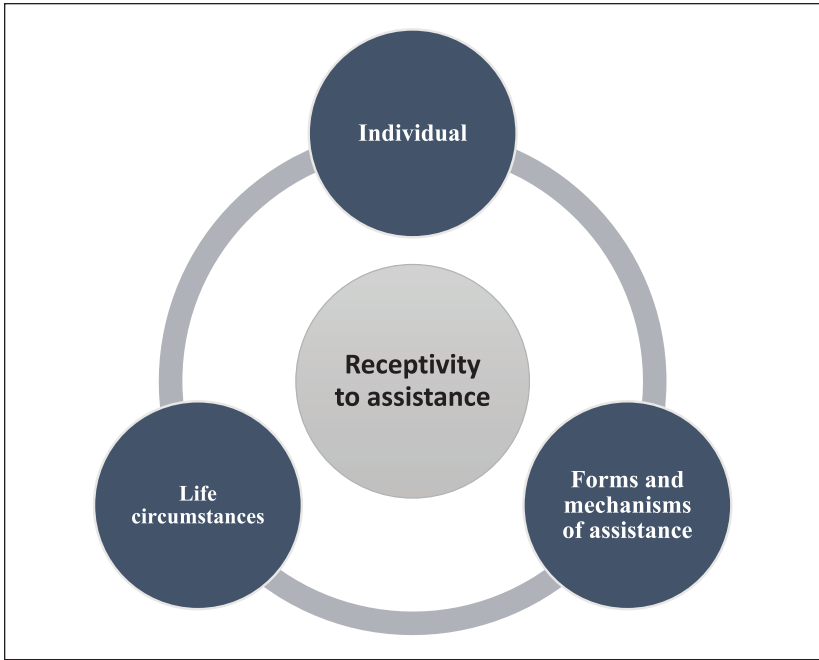 Individual
Receptivity
to assistance
Life
circumstances
Forms and
mechanisms
of assistance